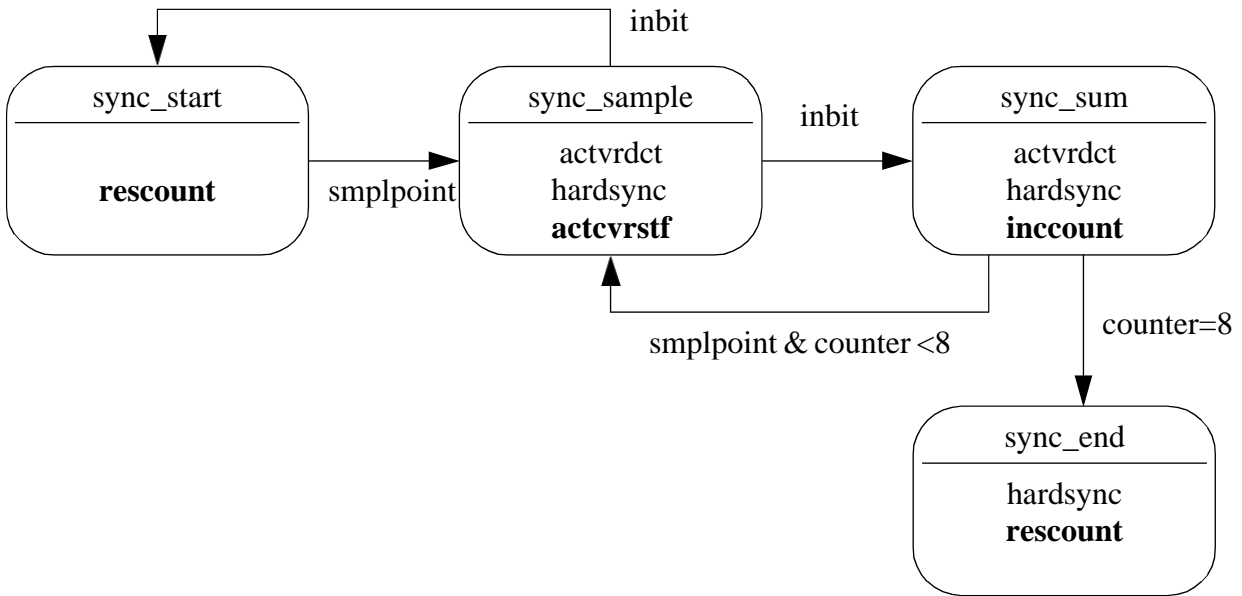 inbit
sync_start
rescount
smplpoint
sync_sample
actvrdct
hardsync
actcvrstf
inbit
sync_sum
actvrdct
hardsync
inccount
smplpoint & counter <8
counter=8
sync_end
hardsync
rescount